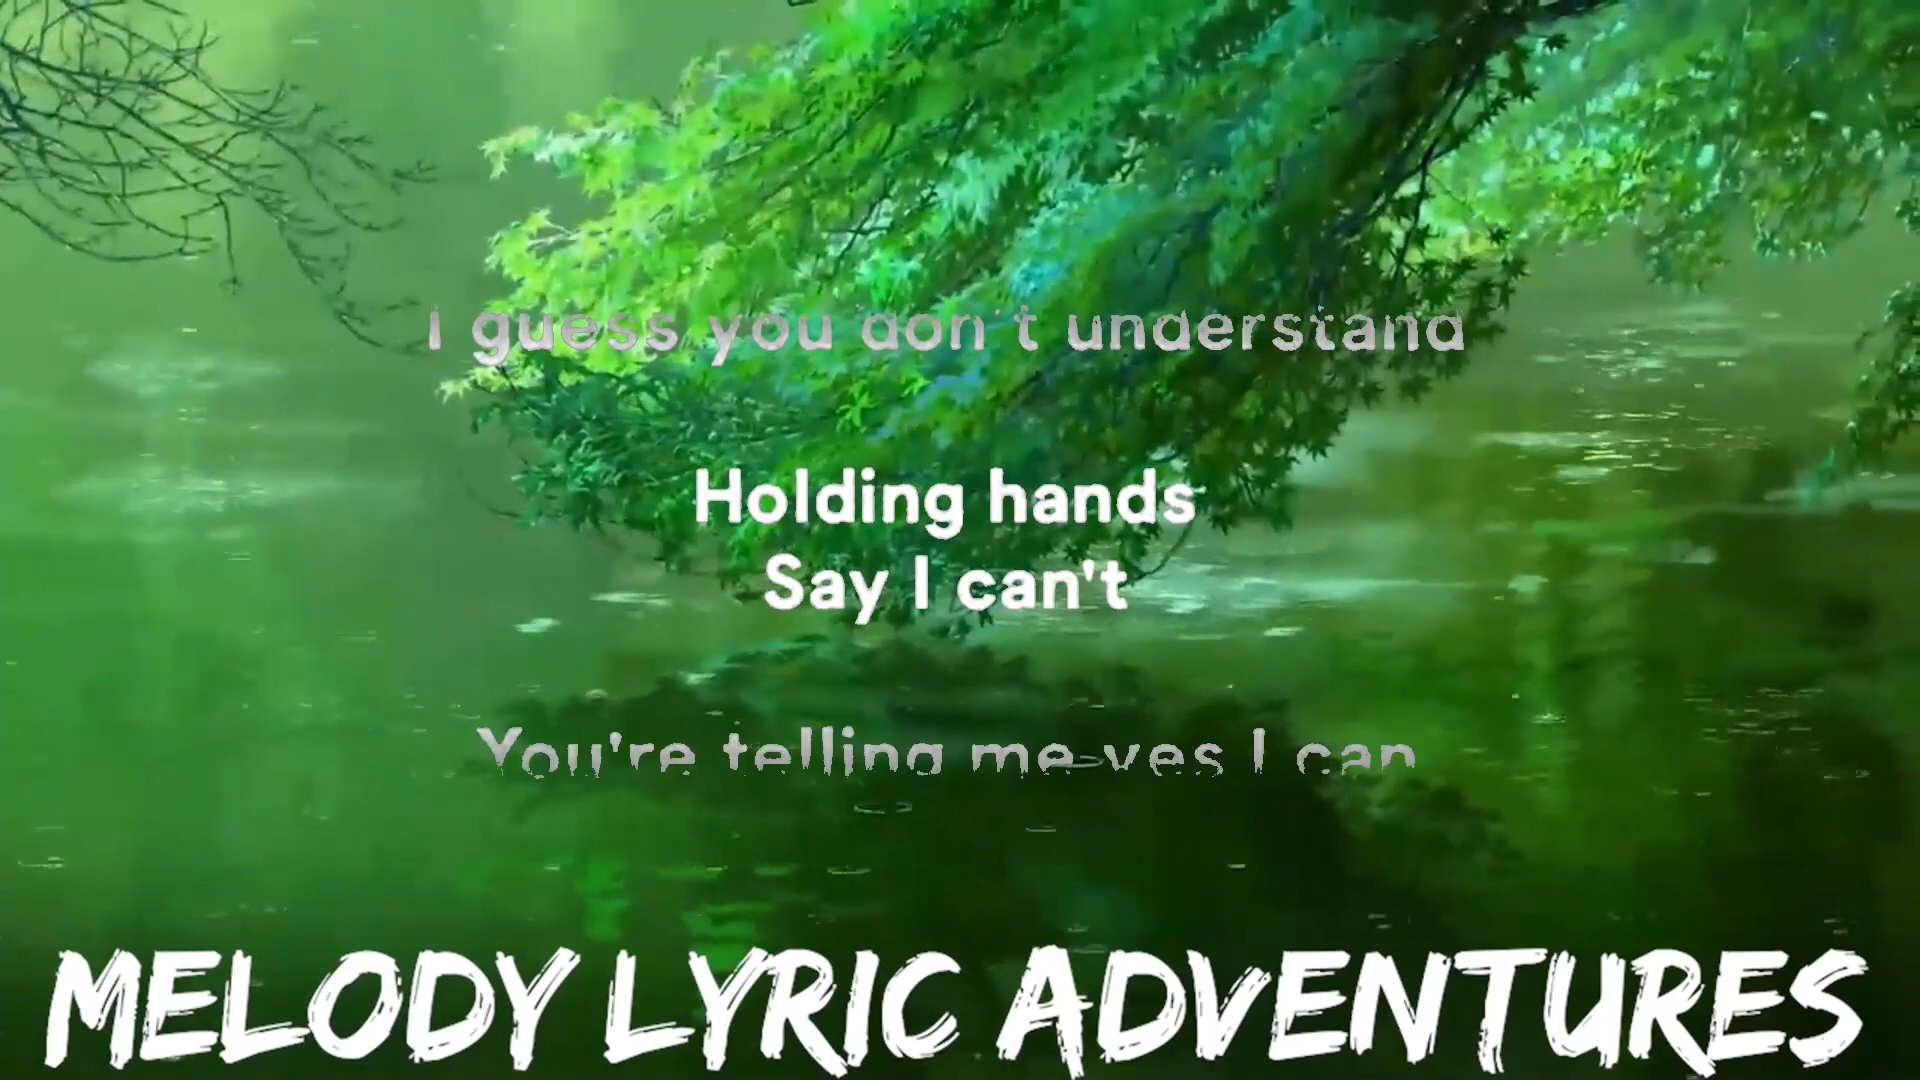 I guess you don't understand
Holding hands
Say I can't
You're telling me yes I can
MELODY LYRIC ADVENTURES